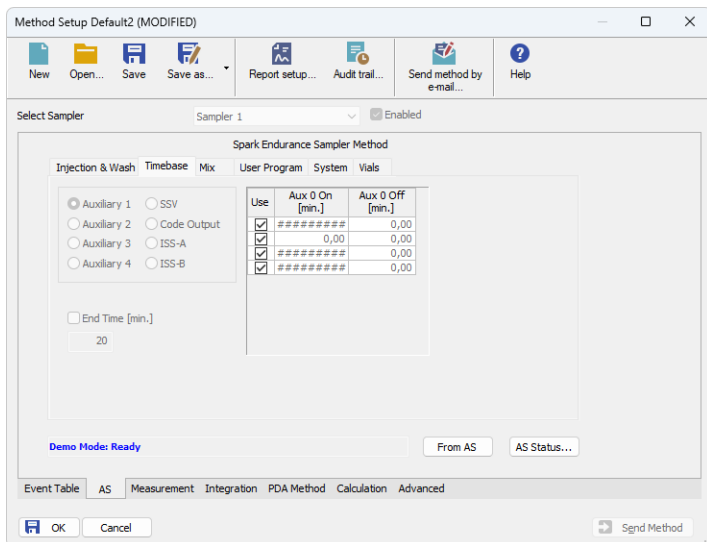 Method Setup Default2 (MODIFIED)
New Open... Save Save as... Report setup... Audit trail... Send method by e-mail... Help
Select Sampler Sampler 1 Enabled
Spark Endurance Sampler Method
Injection & Wash Timebase Mix User Program System Vials
Auxiliary 1 SSV
Auxiliary 2 Code Output
Auxiliary 3 ISS-A
Auxiliary 4 ISS-B
End Time [min.]
20
Use Aux 0 On [min.] Aux 0 Off [min.]
######### 0,00
0,00 0,00
######### 0,00
######### 0,00
Demo Mode: Ready From AS AS Status...
Event Table AS Measurement Integration PDA Method Calculation Advanced
OK Cancel Send Method